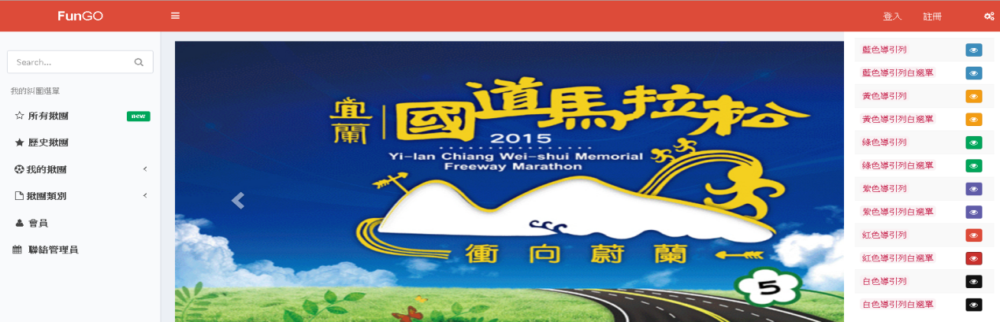 FunGO
登入 註冊
Search...
我的糾團選單
所有揪團 new
歷史揪團
我的揪團
揪團類別
會員
聯絡管理員
宜蘭 國道馬拉松
2015
Yi-lan Chiang Wei-shui Memorial
Freeway Marathon
衝向蔚蘭
5
藍色導引列
藍色導引列白選單
黃色導引列
黃色導引列白選單
綠色導引列
綠色導引列白選單
紫色導引列
紫色導引列白選單
紅色導引列
紅色導引列白選單
白色導引列
白色導引列白選單